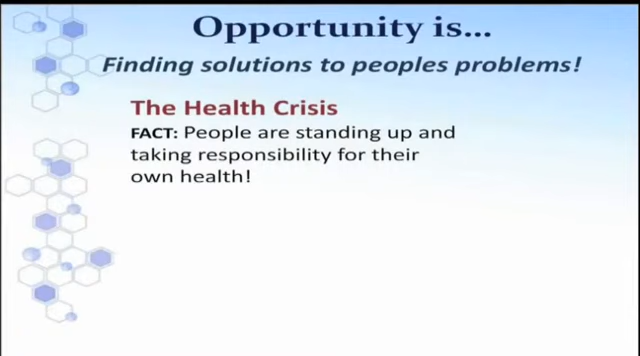 Opportunity is...
Finding solutions to peoples problems!
The Health Crisis
FACT: People are standing up and
taking responsibility for their
own health!